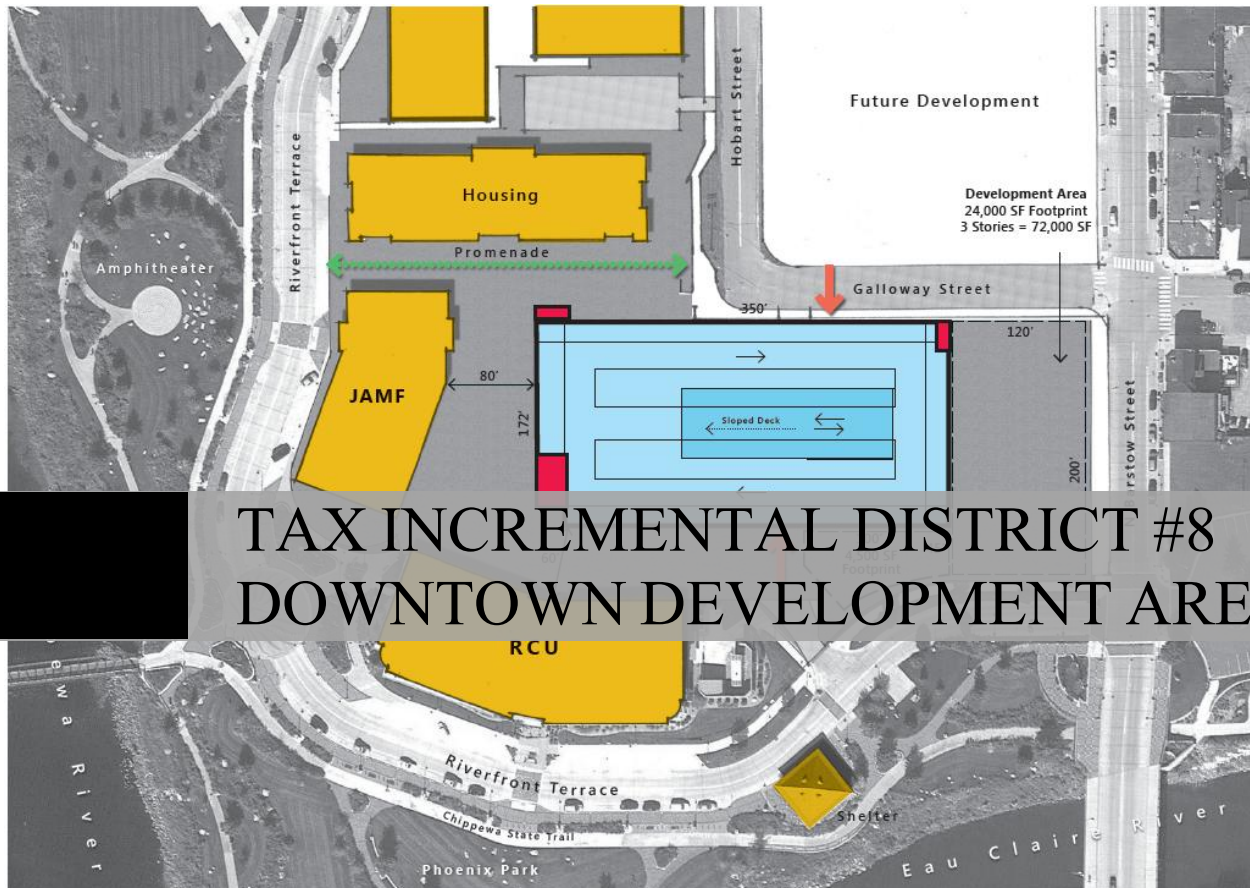 Future Development
Hobart Street
Development Area
24,000 SF Footprint
3 Stories = 72,000 SF
Riverfront Terrace
Housing
Promenade
Amphitheater
Galloway Street
350'
120'
JAMF
80'
172'
Sloped Deck
200'
TAX INCREMENTAL DISTRICT #8
Footprint
DOWNTOWN DEVELOPMENT ARE
RCU
Riverfront Terrace
Chippewa State Trail
Shelter
Phoenix Park
River
Eau Claire River